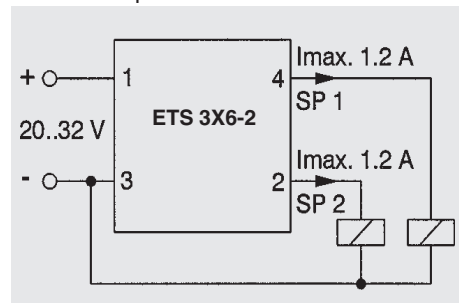 Imax. 1.2 A
+ 1 4
SP 1
ETS 3X6-2
20..32 V
Imax. 1.2 A
- 3 2
SP 2